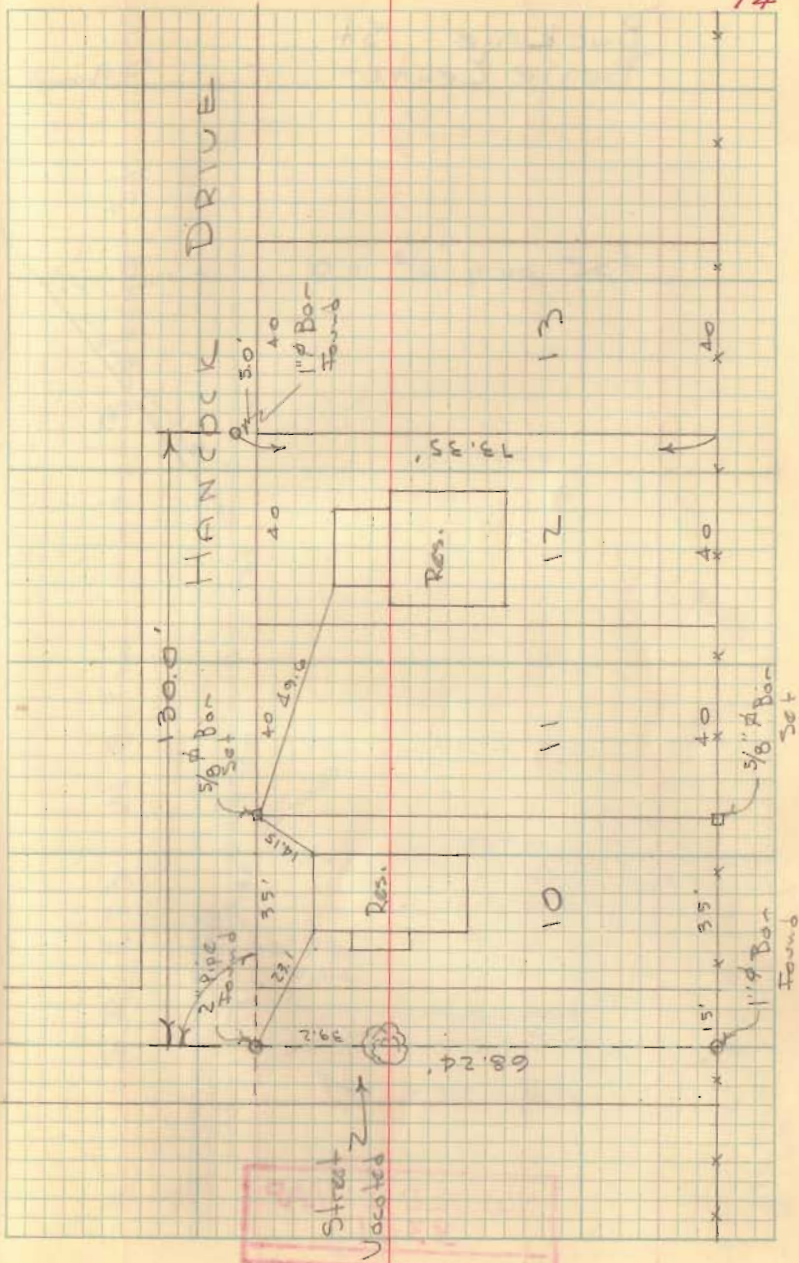 14
HANCOCK DRIVE
130.0'
5/8" ⌀ Bar
Set
2" Pipe
Found
35'
40
40
40
5.0'
1" ⌀ Bar
Found
23.1
14.15
49.6
39.2
68.24'
73.35'
Street
Vacated
Res.
Res.
10
11
12
13
15'
35'
40
40
40
1" ⌀ Bar
Found
5/8" ⌀ Bar
Set